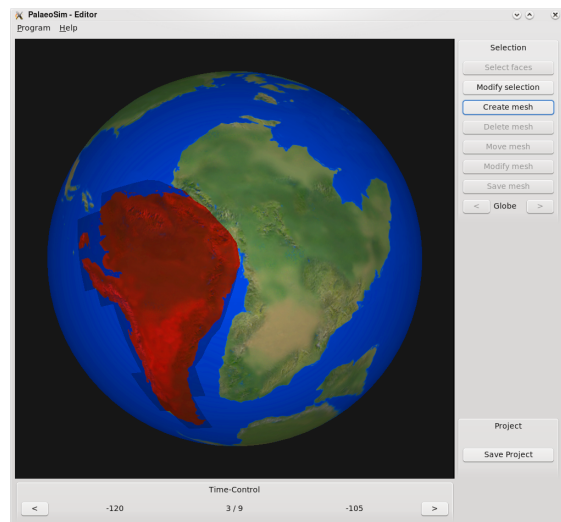 PalaeoSim - Editor
Program Help
Selection
Select faces
Modify selection
Create mesh
Delete mesh
Move mesh
Modify mesh
Save mesh
< Globe >
Project
Save Project
Time-Control
< -120 3 / 9 -105 >